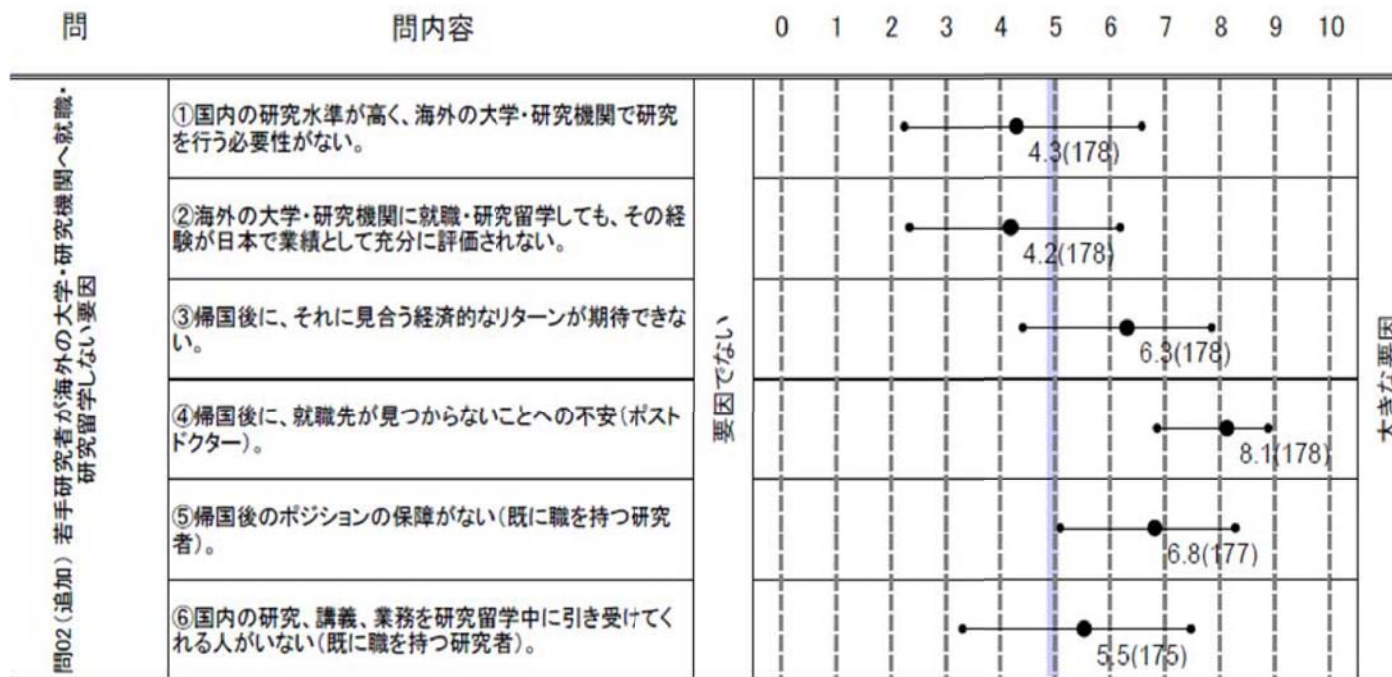 問 問内容 0 1 2 3 4 5 6 7 8 9 10
問02(追加) 若手研究者が海外の大学・研究機関へ就職・
研究留学しない要因
①国内の研究水準が高く、海外の大学・研究機関で研究
を行う必要性がない。
4.3(178)
②海外の大学・研究機関に就職・研究留学しても、その経
験が日本で業績として充分に評価されない。
4.2(178)
③帰国後に、それに見合う経済的なリターンが期待できな
い。
6.3(178)
④帰国後に、就職先が見つからないことへの不安(ポスト
ドクター)。
8.1(178)
⑤帰国後のポジションの保障がない(既に職を持つ研究
者)。
6.8(177)
⑥国内の研究、講義、業務を研究留学中に引き受けてく
れる人がいない(既に職を持つ研究者)。
5.5(175)
要因でない
大きな要因